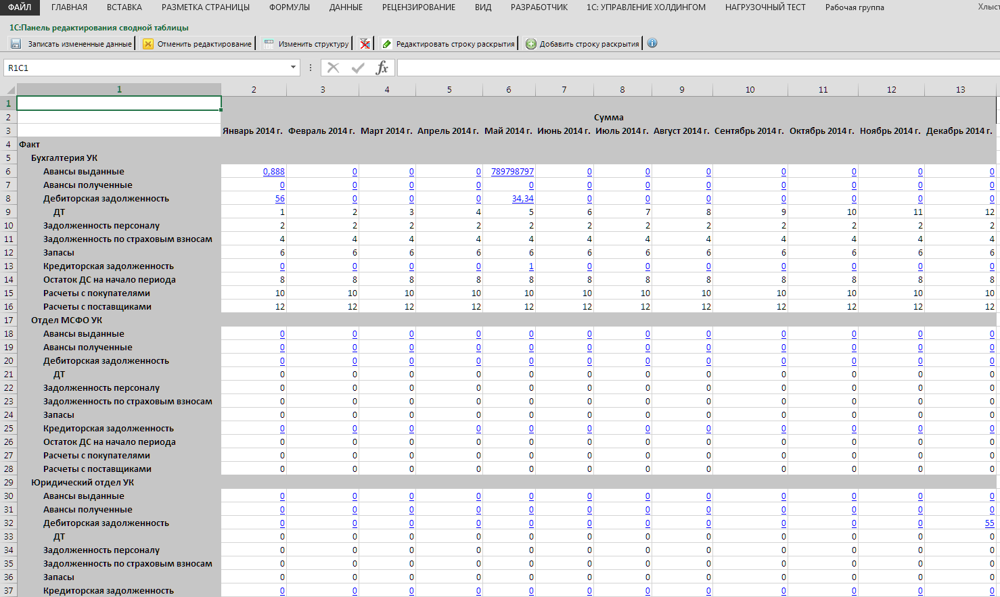 ФАЙЛ ГЛАВНАЯ ВСТАВКА РАЗМЕТКА СТРАНИЦЫ ФОРМУЛЫ ДАННЫЕ РЕЦЕНЗИРОВАНИЕ ВИД РАЗРАБОТЧИК 1С: УПРАВЛЕНИЕ ХОЛДИНГОМ НАГРУЗОЧНЫЙ ТЕСТ Рабочая группа Хлыст
1С:Панель редактирования сводной таблицы
Записать измененные данные Отменить редактирование Изменить структуру Редактировать строку раскрытия Добавить строку раскрытия
R1C1 fx
1 2 3 4 5 6 7 8 9 10 11 12 13
1
2 Сумма
3 Январь 2014 г. Февраль 2014 г. Март 2014 г. Апрель 2014 г. Май 2014 г. Июнь 2014 г. Июль 2014 г. Август 2014 г. Сентябрь 2014 г. Октябрь 2014 г. Ноябрь 2014 г. Декабрь 2014 г.
4 Факт
5 Бухгалтерия УК
6 Авансы выданные 0,888 0 0 0 789798797 0 0 0 0 0 0 0
7 Авансы полученные 0 0 0 0 0 0 0 0 0 0 0 0
8 Дебиторская задолженность 56 0 0 0 34,34 0 0 0 0 0 0 0
9 ДТ 1 2 3 4 5 6 7 8 9 10 11 12
10 Задолженность персоналу 2 2 2 2 2 2 2 2 2 2 2 2
11 Задолженность по страховым взносам 4 4 4 4 4 4 4 4 4 4 4 4
12 Запасы 6 6 6 6 6 6 6 6 6 6 6 6
13 Кредиторская задолженность 0 0 0 0 1 0 0 0 0 0 0 0
14 Остаток ДС на начало периода 8 8 8 8 8 8 8 8 8 8 8 8
15 Расчеты с покупателями 10 10 10 10 10 10 10 10 10 10 10 10
16 Расчеты с поставщиками 12 12 12 12 12 12 12 12 12 12 12 12
17 Отдел МСФО УК
18 Авансы выданные 0 0 0 0 0 0 0 0 0 0 0 0
19 Авансы полученные 0 0 0 0 0 0 0 0 0 0 0 0
20 Дебиторская задолженность 0 0 0 0 0 0 0 0 0 0 0 0
21 ДТ 0 0 0 0 0 0 0 0 0 0 0 0
22 Задолженность персоналу 0 0 0 0 0 0 0 0 0 0 0 0
23 Задолженность по страховым взносам 0 0 0 0 0 0 0 0 0 0 0 0
24 Запасы 0 0 0 0 0 0 0 0 0 0 0 0
25 Кредиторская задолженность 0 0 0 0 0 0 0 0 0 0 0 0
26 Остаток ДС на начало периода 0 0 0 0 0 0 0 0 0 0 0 0
27 Расчеты с покупателями 0 0 0 0 0 0 0 0 0 0 0 0
28 Расчеты с поставщиками 0 0 0 0 0 0 0 0 0 0 0 0
29 Юридический отдел УК
30 Авансы выданные 0 0 0 0 0 0 0 0 0 0 0 0
31 Авансы полученные 0 0 0 0 0 0 0 0 0 0 0 0
32 Дебиторская задолженность 0 0 0 0 0 0 0 0 0 0 0 55
33 ДТ 0 0 0 0 0 0 0 0 0 0 0 0
34 Задолженность персоналу 0 0 0 0 0 0 0 0 0 0 0 0
35 Задолженность по страховым взносам 0 0 0 0 0 0 0 0 0 0 0 0
36 Запасы 0 0 0 0 0 0 0 0 0 0 0 0
37 Кредиторская задолженность 0 0 0 0 0 0 0 0 0 0 0 0